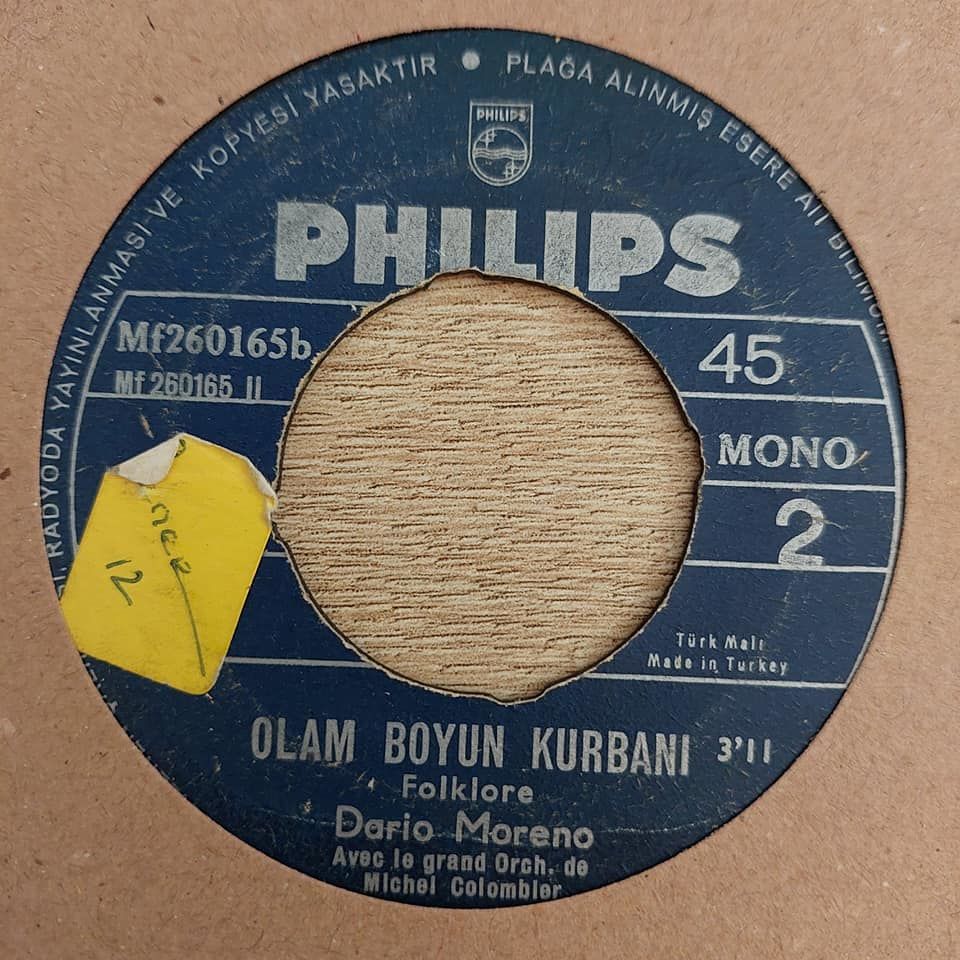 RADYODA YAYINLANMASI VE KOPYESİ YASAKTIR • PLAĞA ALINMIŞ ESERE AİT BİLİMUM
PHILIPS
PHILIPS
Mf260165b
Mf 260165 II
45
MONO
2
12
Türk Malı
Made in Turkey
OLAM BOYUN KURBANI 3'11
Folklore
Dario Moreno
Avec le grand Orch. de
Michel Colombier